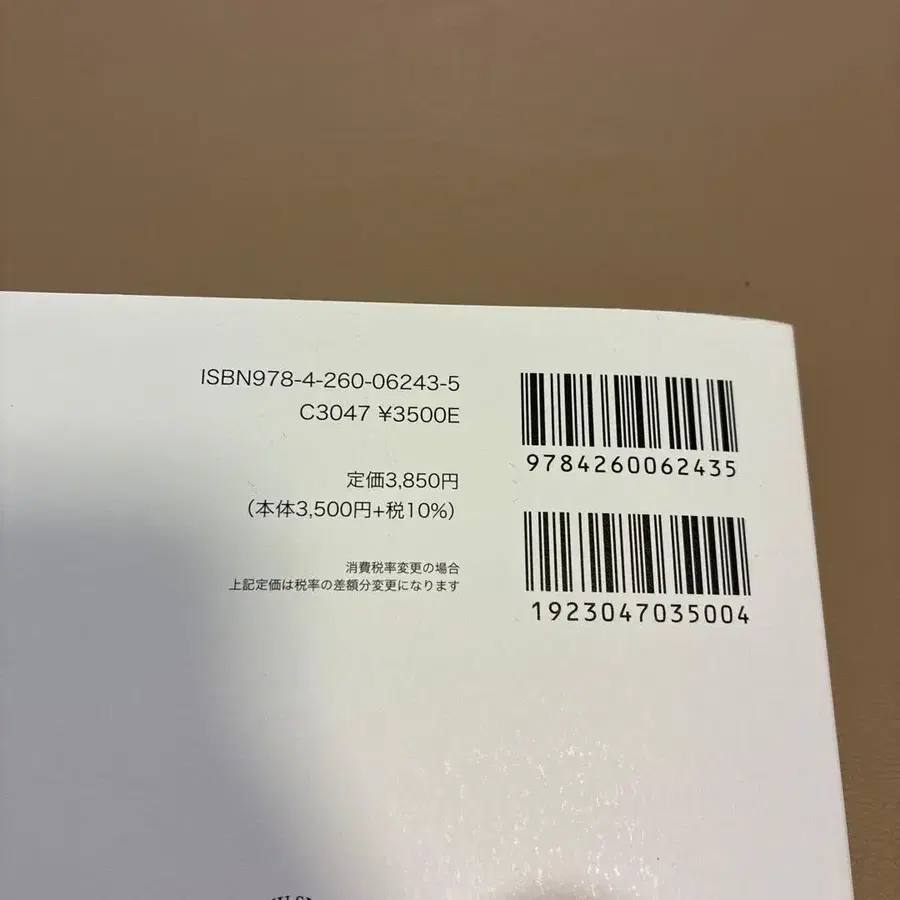 ISBN978-4-260-06243-5
C3047 ¥3500E
定価3,850円
（本体3,500円+税10%）
消費税率変更の場合
上記定価は税率の差額分変更になります
9784260062435
1923047035004